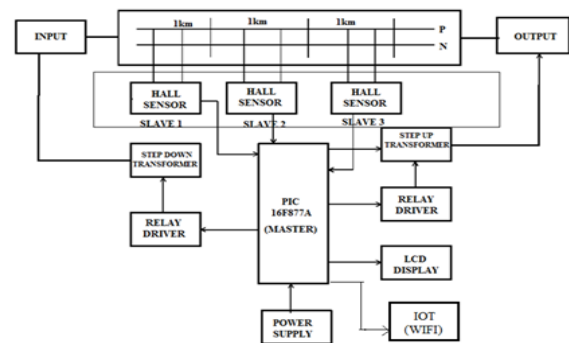 1km 1km 1km
P
N
INPUT
OUTPUT
HALL
SENSOR
HALL
SENSOR
HALL
SENSOR
SLAVE 1
SLAVE 2
SLAVE 3
STEP DOWN
TRANSFORMER
STEP UP
TRANSFORMER
PIC
16F877A
(MASTER)
RELAY
DRIVER
RELAY
DRIVER
LCD
DISPLAY
POWER
SUPPLY
IOT
(WIFI)